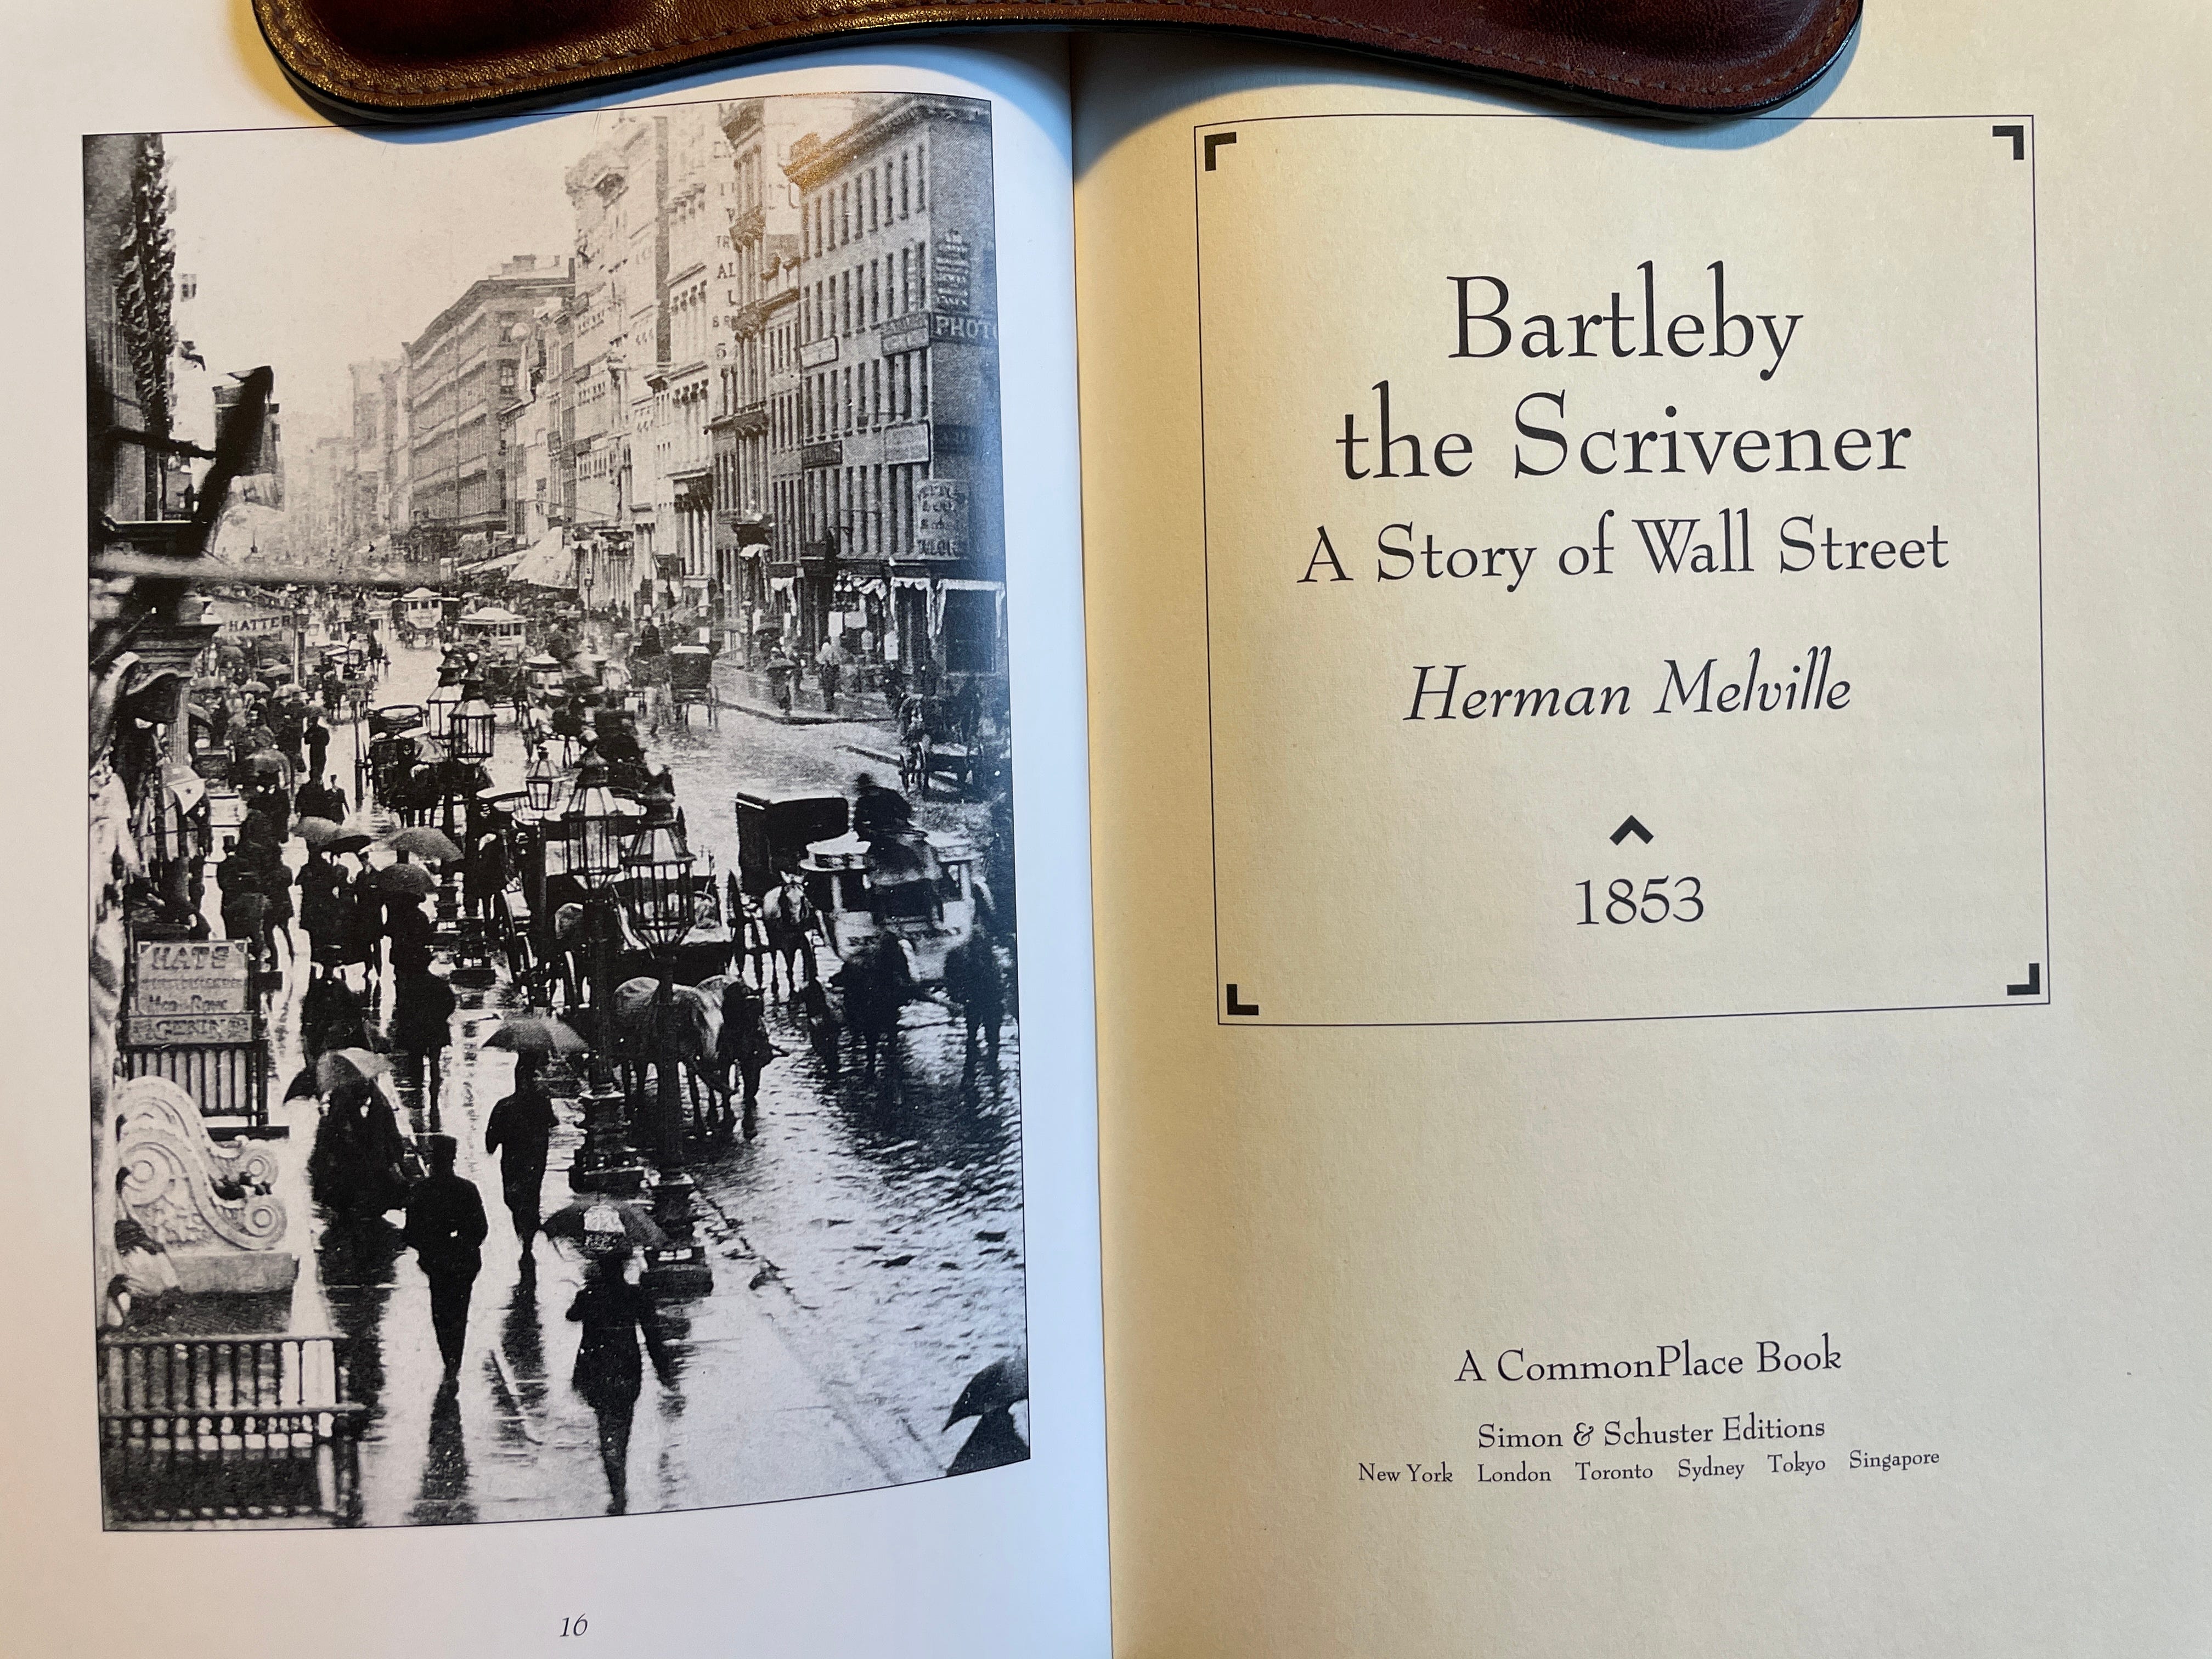 PHOTO
HATTER
HATS
16
Bartleby
the Scrivener
A Story of Wall Street
Herman Melville
1853
A CommonPlace Book
Simon & Schuster Editions
New York London Toronto Sydney Tokyo Singapore